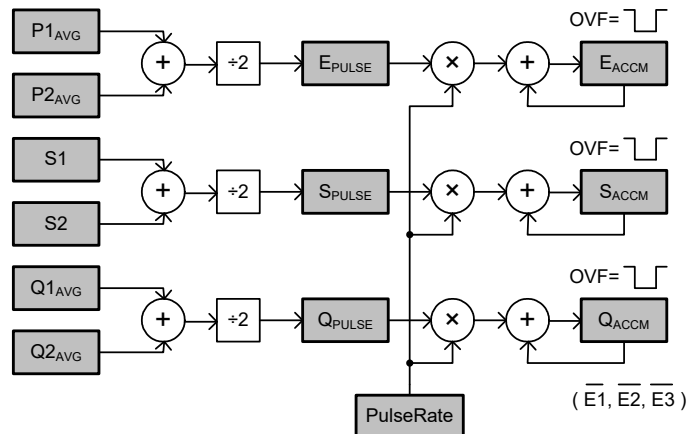 OVF=
P1AVG
+
÷2
EPULSE
×
+
EACCM
P2AVG
OVF=
S1
+
÷2
SPULSE
×
+
SACCM
S2
OVF=
Q1AVG
+
÷2
QPULSE
×
+
QACCM
Q2AVG
( E1, E2, E3 )
PulseRate